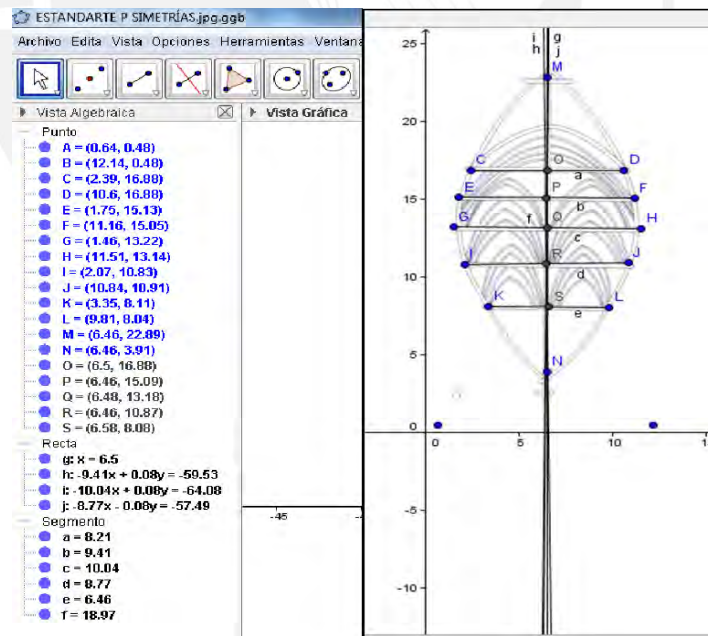 ESTANDARTE P SIMETRÍAS.jpg.ggb
Archivo Edita Vista Opciones Herramientas Ventana
Vista Algebraica
Vista Gráfica
Punto
A = (0.64, 0.48)
B = (12.14, 0.48)
C = (2.39, 16.88)
D = (10.6, 16.88)
E = (1.75, 15.13)
F = (11.16, 15.05)
G = (1.46, 13.22)
H = (11.51, 13.14)
I = (2.07, 10.83)
J = (10.84, 10.91)
K = (3.35, 8.11)
L = (9.81, 8.04)
M = (6.46, 22.89)
N = (6.46, 3.91)
O = (6.5, 16.88)
P = (6.46, 15.09)
Q = (6.48, 13.18)
R = (6.46, 10.87)
S = (6.58, 8.08)
Recta
g: x = 6.5
h: -9.41x + 0.08y = -59.53
i: -10.04x + 0.08y = -64.08
j: -8.77x - 0.08y = -57.49
Segmento
a = 8.21
b = 9.41
c = 10.04
d = 8.77
e = 6.46
f = 18.97
-45
25
i g
h j
M
20
C O D
a
E P F
15
b
G f Q H
c
I R J
10
d
K S L
e
5
N
0
0 5 10 15
-5
-10